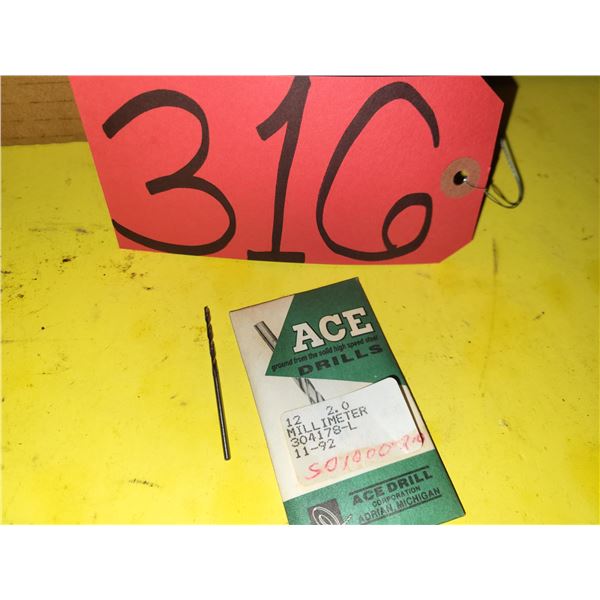 316
ACE
ground from the solid high speed steel
DRILLS
12 2.0
MILLIMETER
304178-L
11-92
ACE DRILL
CORPORATION
ADRIAN, MICHIGAN